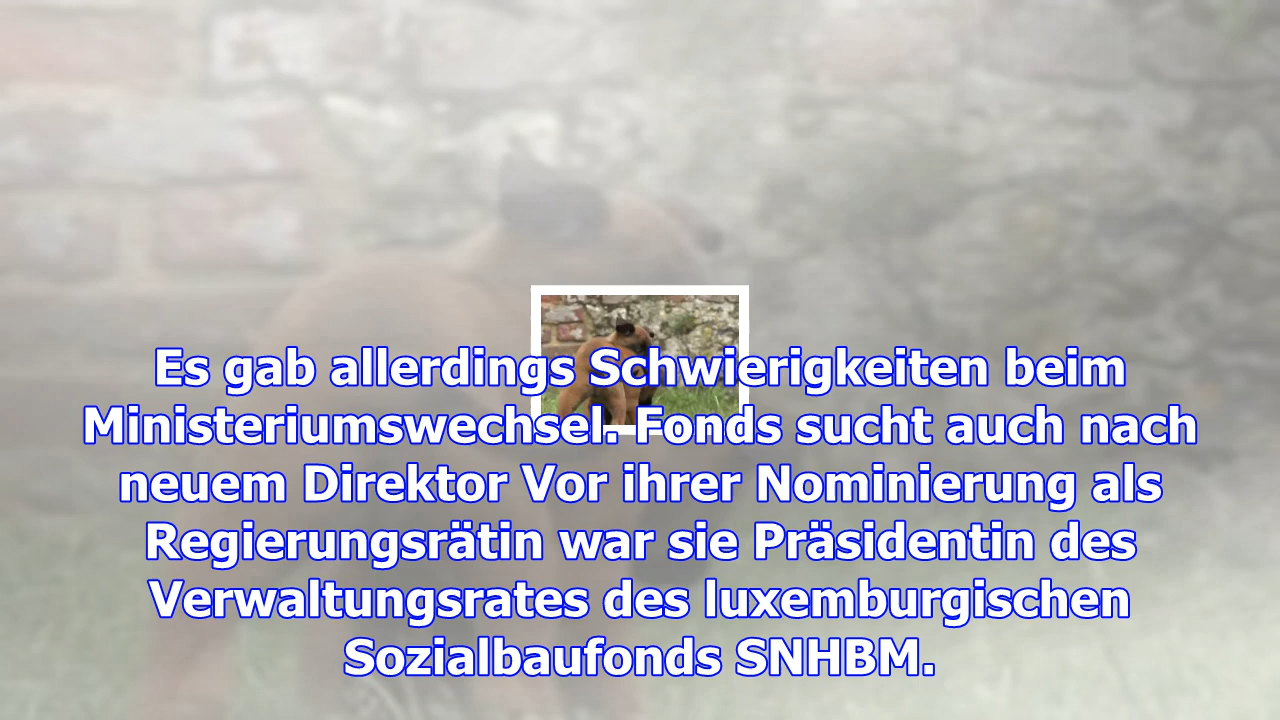 Es gab allerdings Schwierigkeiten beim
Ministeriumswechsel. Fonds sucht auch nach
neuem Direktor Vor ihrer Nominierung als
Regierungsrätin war sie Präsidentin des
Verwaltungsrates des luxemburgischen
Sozialbaufonds SNHBM.